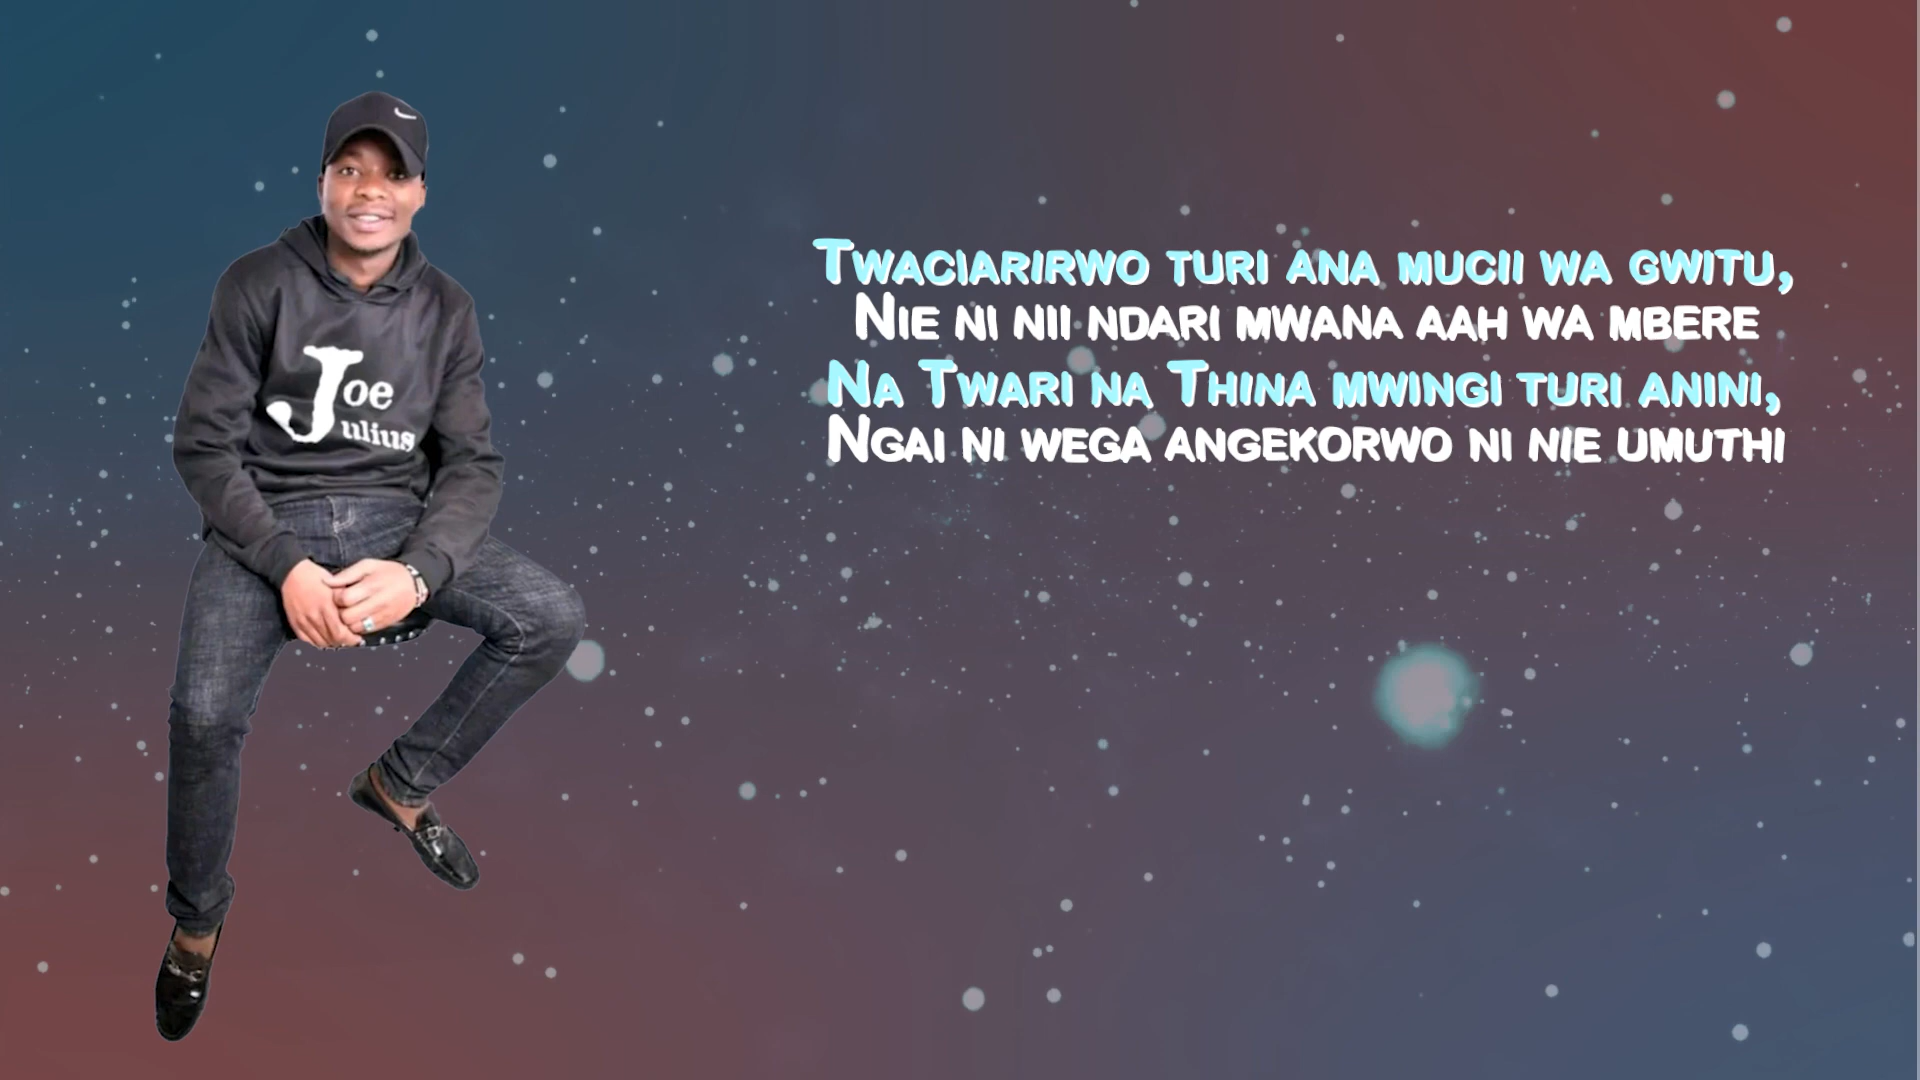 Joe
Julius
Twaciarirwo turi ana mucii wa gwitu,
Nie ni nii ndari mwana aah wa mbere
Na Twari na Thina mwingi turi anini,
Ngai ni wega angekorwo ni nie umuthi